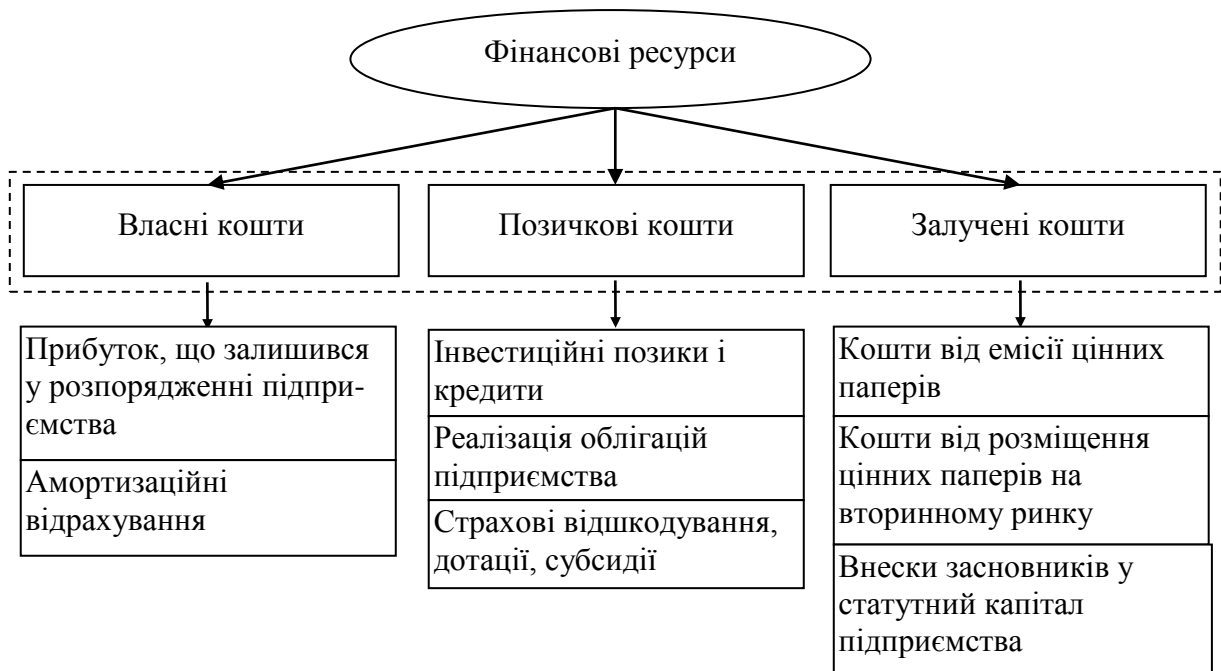 Фінансові ресурси
Власні кошти
Позичкові кошти
Залучені кошти
Прибуток, що залишився
у розпорядженні підпри-
ємства
Амортизаційні
відрахування
Інвестиційні позики і
кредити
Реалізація облігацій
підприємства
Страхові відшкодування,
дотації, субсидії
Кошти від емісії цінних
паперів
Кошти від розміщення
цінних паперів на
вторинному ринку
Внески засновників у
статутний капітал
підприємства